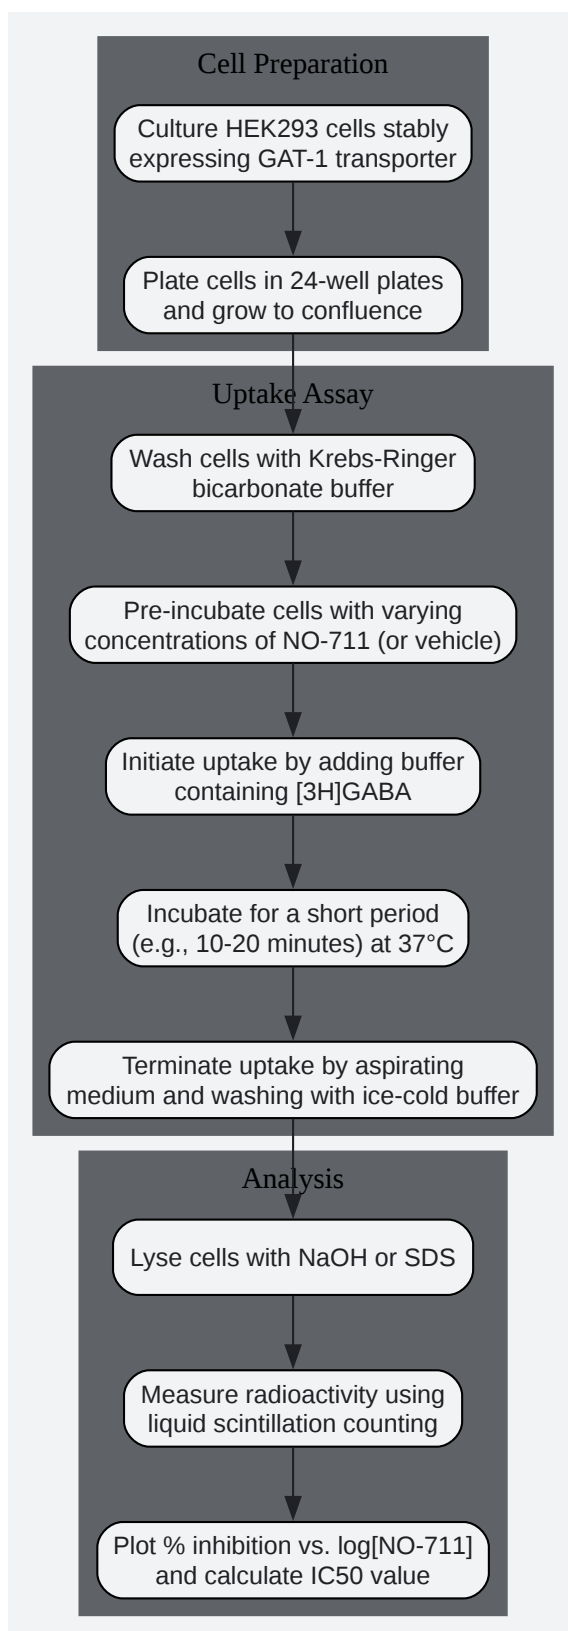 Cell Preparation
Culture HEK293 cells stably
expressing GAT-1 transporter
Plate cells in 24-well plates
and grow to confluence
Uptake Assay
Wash cells with Krebs-Ringer
bicarbonate buffer
Pre-incubate cells with varying
concentrations of NO-711 (or vehicle)
Initiate uptake by adding buffer
containing [3H]GABA
Incubate for a short period
(e.g., 10-20 minutes) at 37°C
Terminate uptake by aspirating
medium and washing with ice-cold buffer
Analysis
Lyse cells with NaOH or SDS
Measure radioactivity using
liquid scintillation counting
Plot % inhibition vs. log[NO-711]
and calculate IC50 value